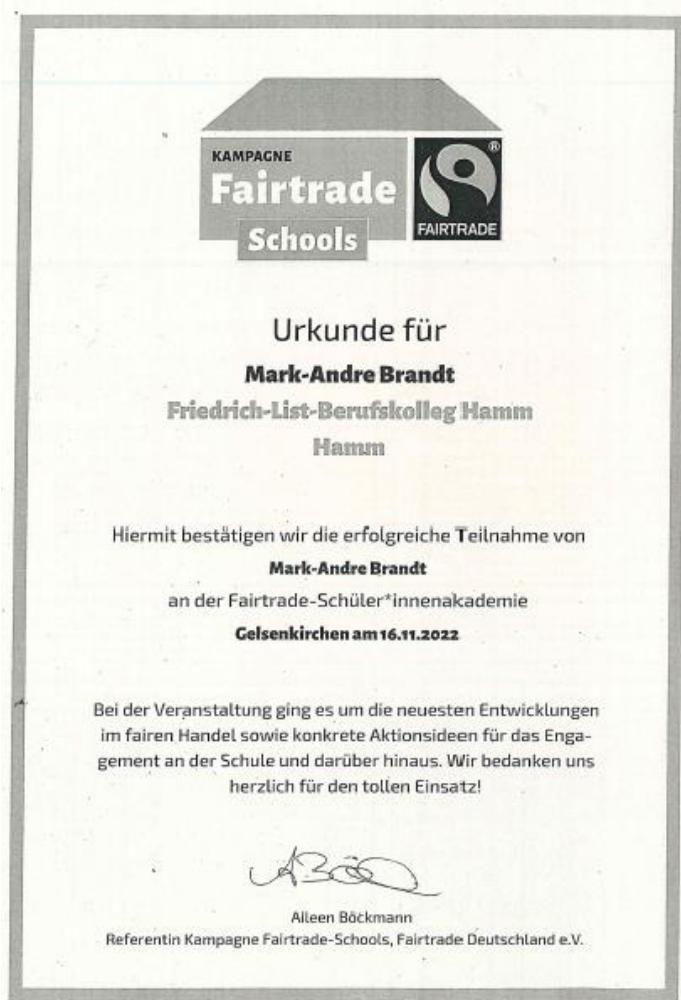 KAMPAGNE
Fairtrade
Schools
®
FAIRTRADE
Urkunde für
Mark-Andre Brandt
Friedrich-List-Berufskolleg Hamm
Hamm
Hiermit bestätigen wir die erfolgreiche Teilnahme von
Mark-Andre Brandt
an der Fairtrade-Schüler*innenakademie
Gelsenkirchen am 16.11.2022
Bei der Veranstaltung ging es um die neuesten Entwicklungen
im fairen Handel sowie konkrete Aktionsideen für das Enga-
gement an der Schule und darüber hinaus. Wir bedanken uns
herzlich für den tollen Einsatz!
Aileen Böckmann
Referentin Kampagne Fairtrade-Schools, Fairtrade Deutschland e.V.